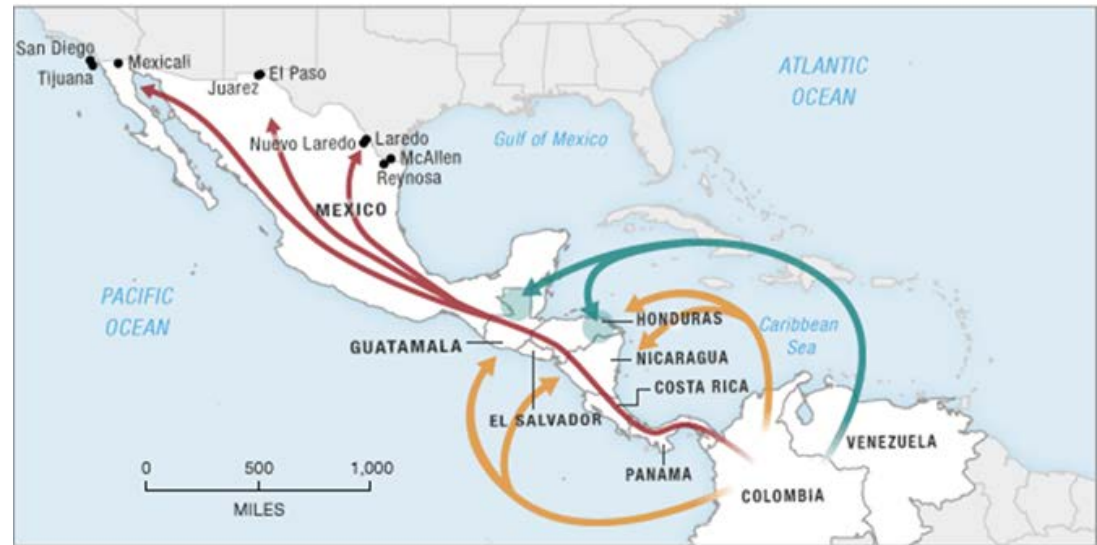 San Diego
Tijuana
Mexicali
El Paso
Juarez
Nuevo Laredo
Laredo
McAllen
Reynosa
MEXICO
Gulf of Mexico
ATLANTIC
OCEAN
PACIFIC
OCEAN
GUATAMALA
HONDURAS
Caribbean
Sea
NICARAGUA
COSTA RICA
EL SALVADOR
PANAMA
VENEZUELA
COLOMBIA
0 500 1,000
MILES